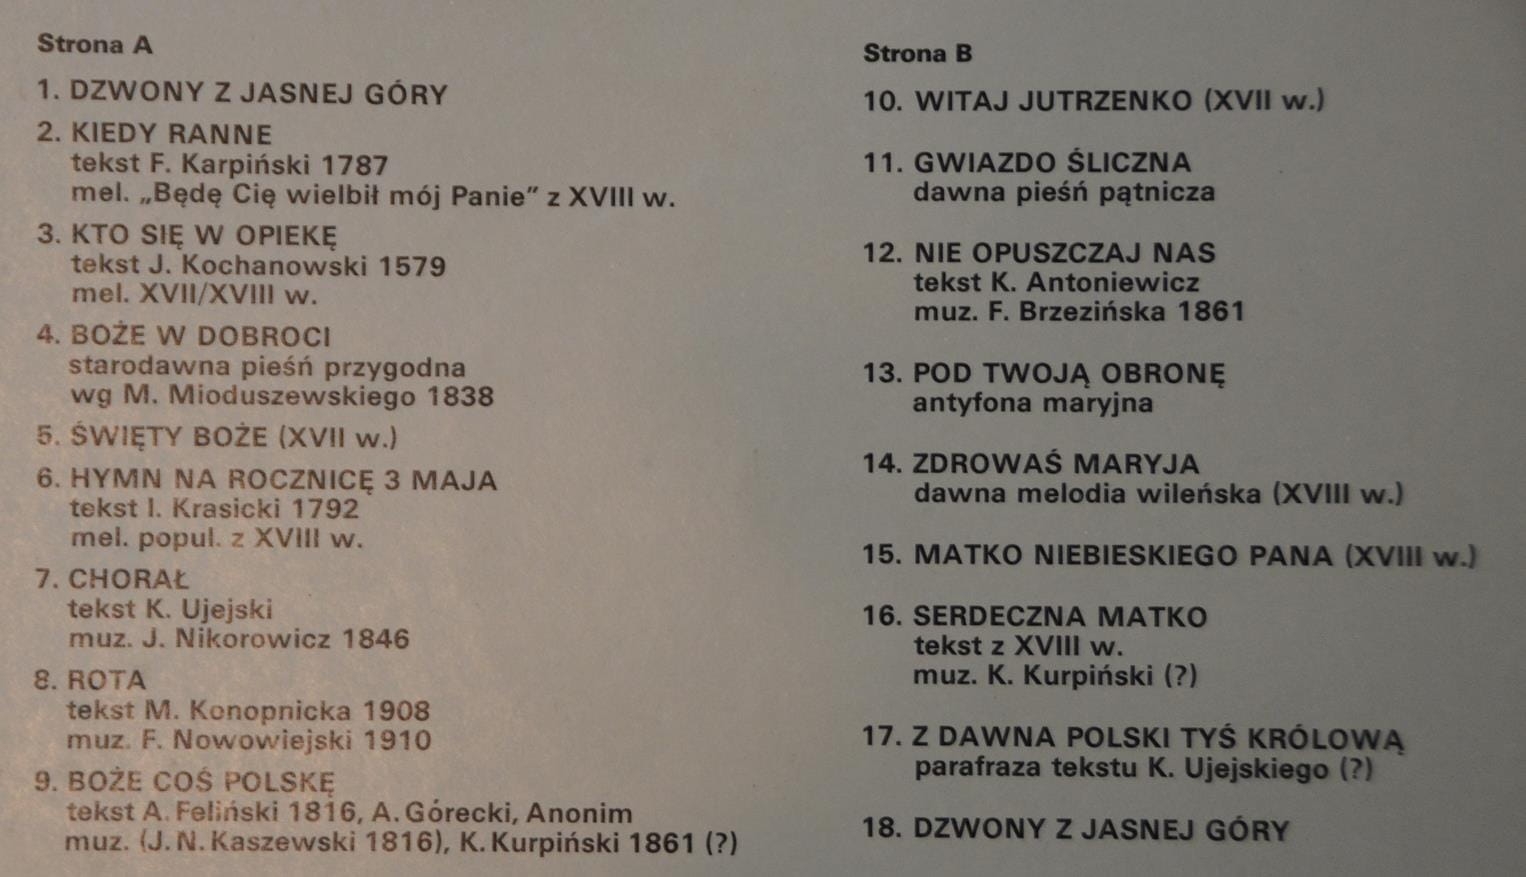 Strona A
1. DZWONY Z JASNEJ GÓRY
2. KIEDY RANNE
tekst F. Karpiński 1787
mel. „Będę Cię wielbił mój Panie" z XVIII w.
3. KTO SIĘ W OPIEKĘ
tekst J. Kochanowski 1579
mel. XVII/XVIII w.
4. BOŻE W DOBROCI
starodawna pieśń przygodna
wg M. Mioduszewskiego 1838
5. ŚWIĘTY BOŻE (XVII w.)
6. HYMN NA ROCZNICĘ 3 MAJA
tekst I. Krasicki 1792
mel. popul. z XVIII w.
7. CHORAŁ
tekst K. Ujejski
muz. J. Nikorowicz 1846
8. ROTA
tekst M. Konopnicka 1908
muz. F. Nowowiejski 1910
9. BOŻE COŚ POLSKĘ
tekst A. Feliński 1816, A. Górecki, Anonim
muz. (J. N. Kaszewski 1816), K. Kurpiński 1861 (?)
Strona B
10. WITAJ JUTRZENKO (XVII w.)
11. GWIAZDO ŚLICZNA
dawna pieśń pątnicza
12. NIE OPUSZCZAJ NAS
tekst K. Antoniewicz
muz. F. Brzezińska 1861
13. POD TWOJĄ OBRONĘ
antyfona maryjna
14. ZDROWAŚ MARYJA
dawna melodia wileńska (XVIII w.)
15. MATKO NIEBIESKIEGO PANA (XVIII w.)
16. SERDECZNA MATKO
tekst z XVIII w.
muz. K. Kurpiński (?)
17. Z DAWNA POLSKI TYŚ KRÓLOWĄ
parafraza tekstu K. Ujejskiego (?)
18. DZWONY Z JASNEJ GÓRY